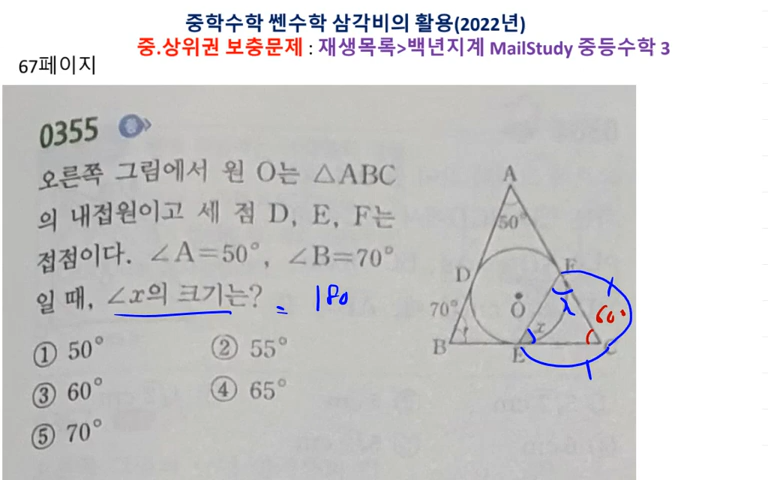 중학수학 쎈수학 삼각비의 활용(2022년)
중.상위권 보충문제 : 재생목록>백년지계 MailStudy 중등수학 3
67페이지
0355 중
오른쪽 그림에서 원 O는 △ABC
의 내접원이고 세 점 D, E, F는
접점이다. ∠A=50°, ∠B=70°
일 때, ∠x의 크기는? = 180
① 50° ② 55°
③ 60° ④ 65°
⑤ 70°
A
50°
D F
O x 60°
70° x
B E C